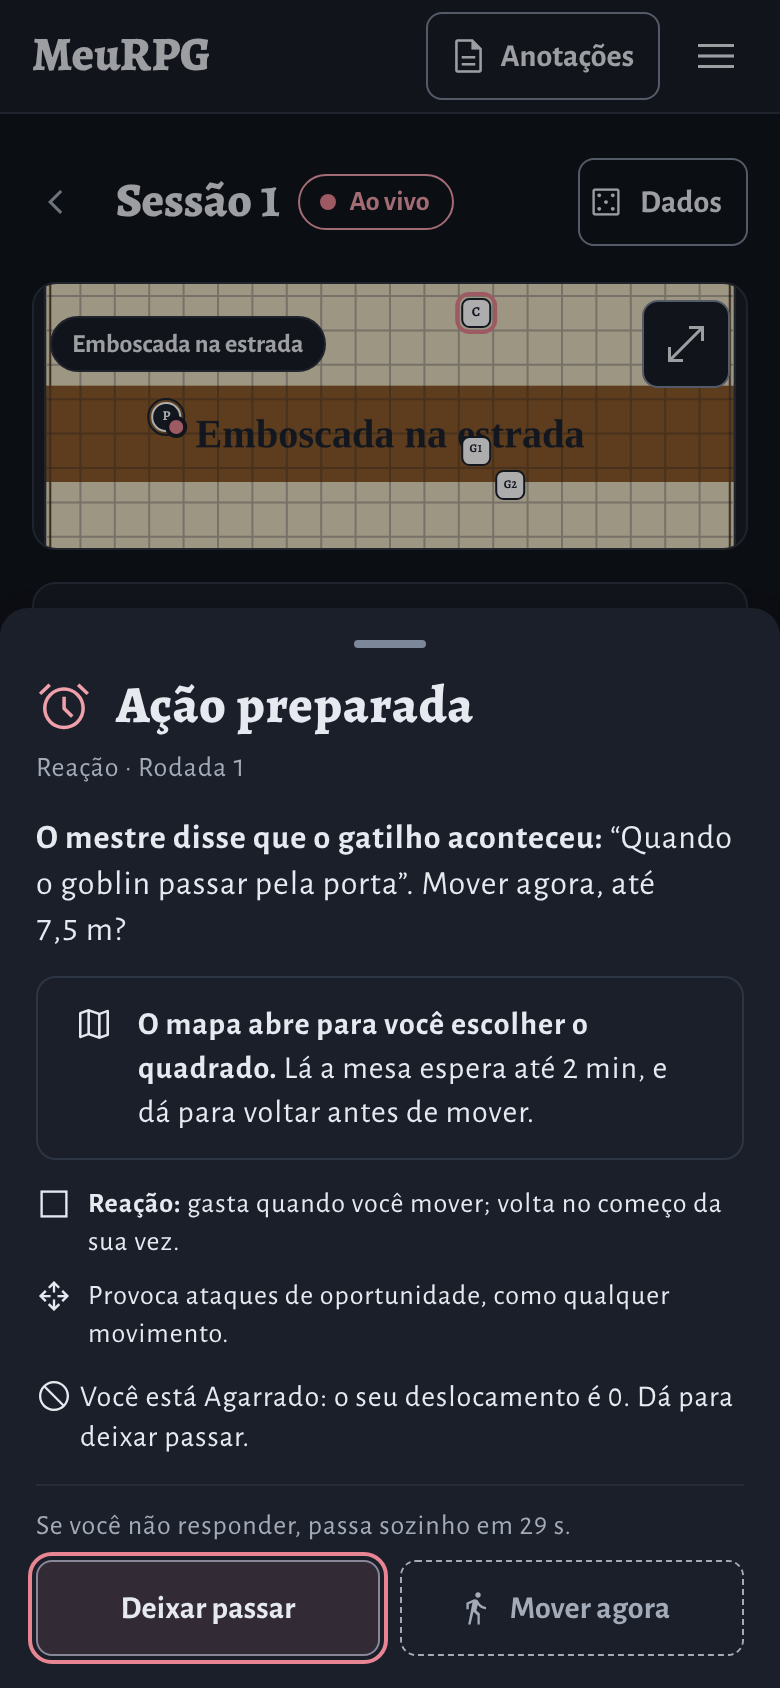 MeuRPG
Anotações
Sessão 1
Ao vivo
Dados
C
Emboscada na estrada
P
Emboscada na estrada
G1
G2
Ação preparada
Reação · Rodada 1
O mestre disse que o gatilho aconteceu: “Quando
o goblin passar pela porta”. Mover agora, até
7,5 m?
O mapa abre para você escolher o
quadrado. Lá a mesa espera até 2 min, e
dá para voltar antes de mover.
Reação: gasta quando você mover; volta no começo da
sua vez.
Provoca ataques de oportunidade, como qualquer
movimento.
Você está Agarrado: o seu deslocamento é 0. Dá para
deixar passar.
Se você não responder, passa sozinho em 29 s.
Deixar passar
Mover agora